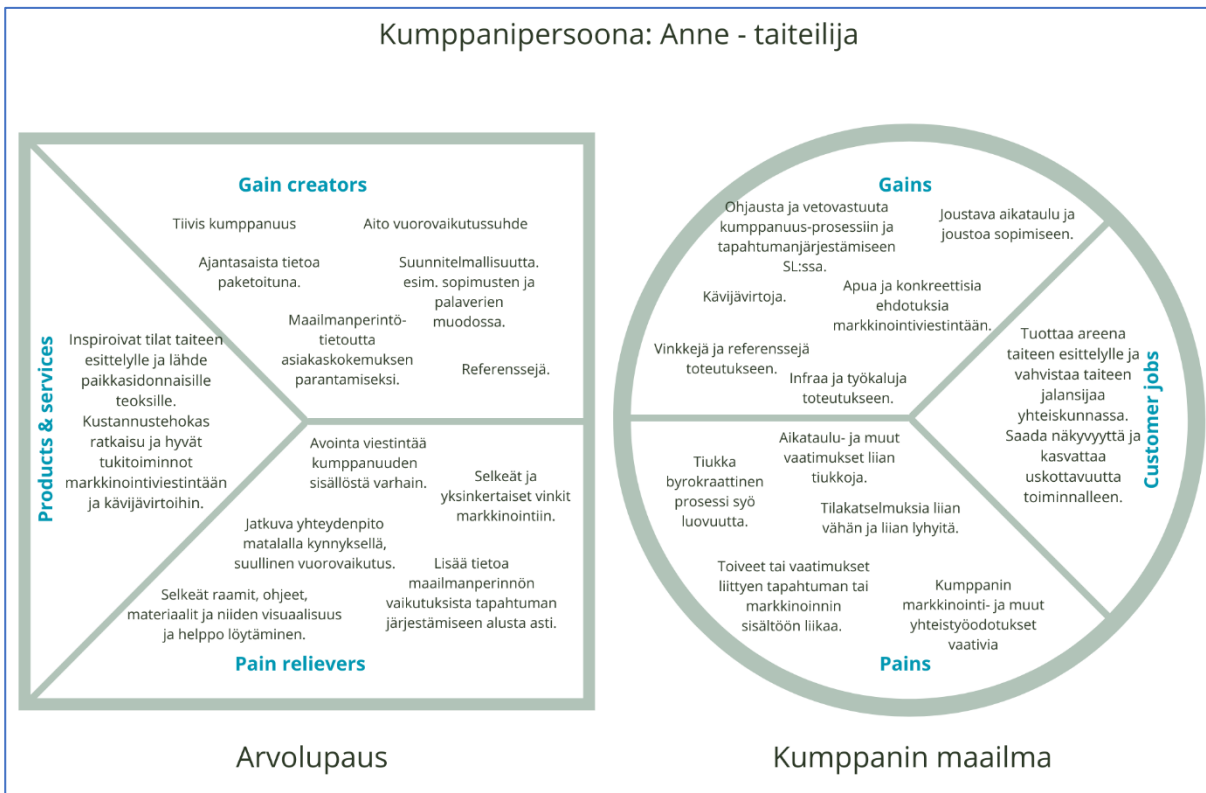 Kumppanipersoona: Anne - taiteilija
Gain creators
Tiivis kumppanuus
Aito vuorovaikutussuhde
Ajantasaista tietoa
paketoituna.
Suunnitelmallisuutta.
esim. sopimusten ja
palaverien
muodossa.
Maailmanperintö-
tietoutta
asiakaskokemuksen
parantamiseksi.
Referenssejä.
Products & services
Inspiroivat tilat taiteen
esittelylle ja lähde
paikkasidonnaisille
teoksille.
Kustannustehokas
ratkaisu ja hyvät
tukitoiminnot
markkinointiviestintään
ja kävijävirtoihin.
Avointa viestintää
kumppanuuden
sisällöstä varhain.
Selkeät ja
yksinkertaiset vinkit
markkinointiin.
Jatkuva yhteydenpito
matalalla kynnyksellä,
suullinen vuorovaikutus.
Lisää tietoa
maailmanperinnön
vaikutuksista tapahtuman
järjestämiseen alusta asti.
Selkeät raamit, ohjeet,
materiaalit ja niiden visuaalisuus
ja helppo löytäminen.
Pain relievers
Arvolupaus
Gains
Ohjausta ja vetovastuuta
kumppanuus-prosessiin ja
tapahtumanjärjestämiseen
SL:ssa.
Joustava aikataulu ja
joustoa sopimiseen.
Kävijävirtoja.
Apua ja konkreettisia
ehdotuksia
markkinointiviestintään.
Vinkkejä ja referenssejä
toteutukseen.
Infraa ja työkaluja
toteutukseen.
Customer jobs
Tuottaa areena
taiteen esittelylle ja
vahvistaa taiteen
jalansijaa
yhteiskunnassa.
Saada näkyvyyttä ja
kasvattaa
uskottavuutta
toiminnalleen.
Tiukka
byrokraattinen
prosessi syö
luovuutta.
Aikataulu- ja muut
vaatimukset liian
tiukkoja.
Tilakatselmuksia liian
vähän ja liian lyhyitä.
Toiveet tai vaatimukset
liittyen tapahtuman tai
markkinoinnin
sisältöön liikaa.
Kumppanin
markkinointi- ja muut
yhteistyöodotukset
vaativia
Pains
Kumppanin maailma